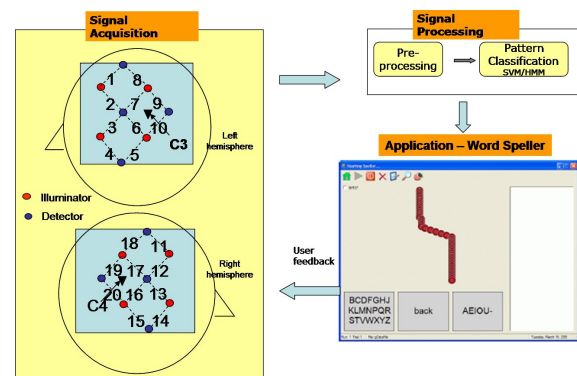 Signal
Acquisition
1
8
2
7
9
3
6
10
4
5
C3
Left
hemisphere
Illuminator
Detector
18
11
19
17
12
20
16
13
C4
15
14
Right
hemisphere
Signal
Processing
Pre-
processing
Pattern
Classification
SVM/HMM
Application – Word Speller
BCDFGHJ
KLMNPQR
STVWXYZ
back
AEIOU-
User
feedback